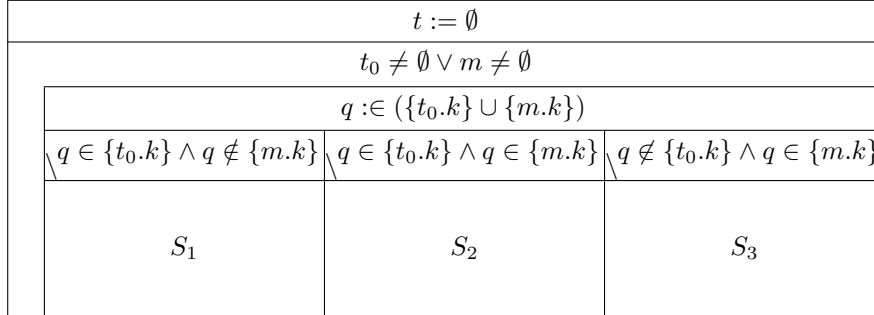 t := ∅
t₀ ≠ ∅ ∨ m ≠ ∅
q :∈ ({t₀.k} ∪ {m.k})
q ∈ {t₀.k} ∧ q ∉ {m.k} q ∈ {t₀.k} ∧ q ∈ {m.k} q ∉ {t₀.k} ∧ q ∈ {m.k}
S₁ S₂ S₃